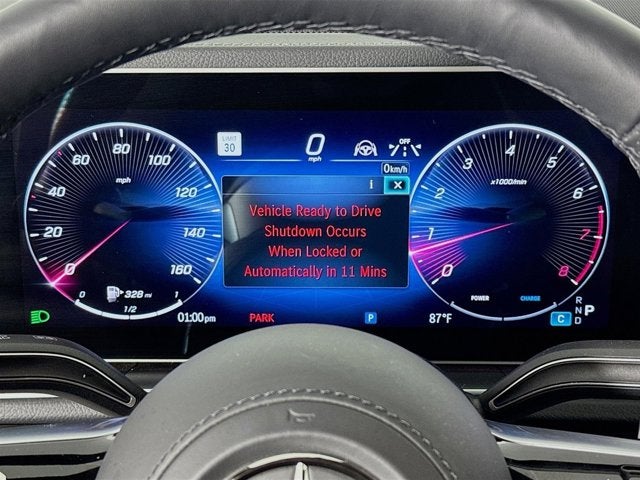 LIMIT
30
0
mph
OFF
0km/h
i
Vehicle Ready to Drive
Shutdown Occurs
When Locked or
Automatically in 11 Mins
0
20
40
60
80
100
120
140
160
mph
328 mi
0
1/2
1
0
1
2
3
4
5
6
7
8
x1000/min
POWER
CHARGE
01:00pm
PARK
P
87°F
C
R
N P
D